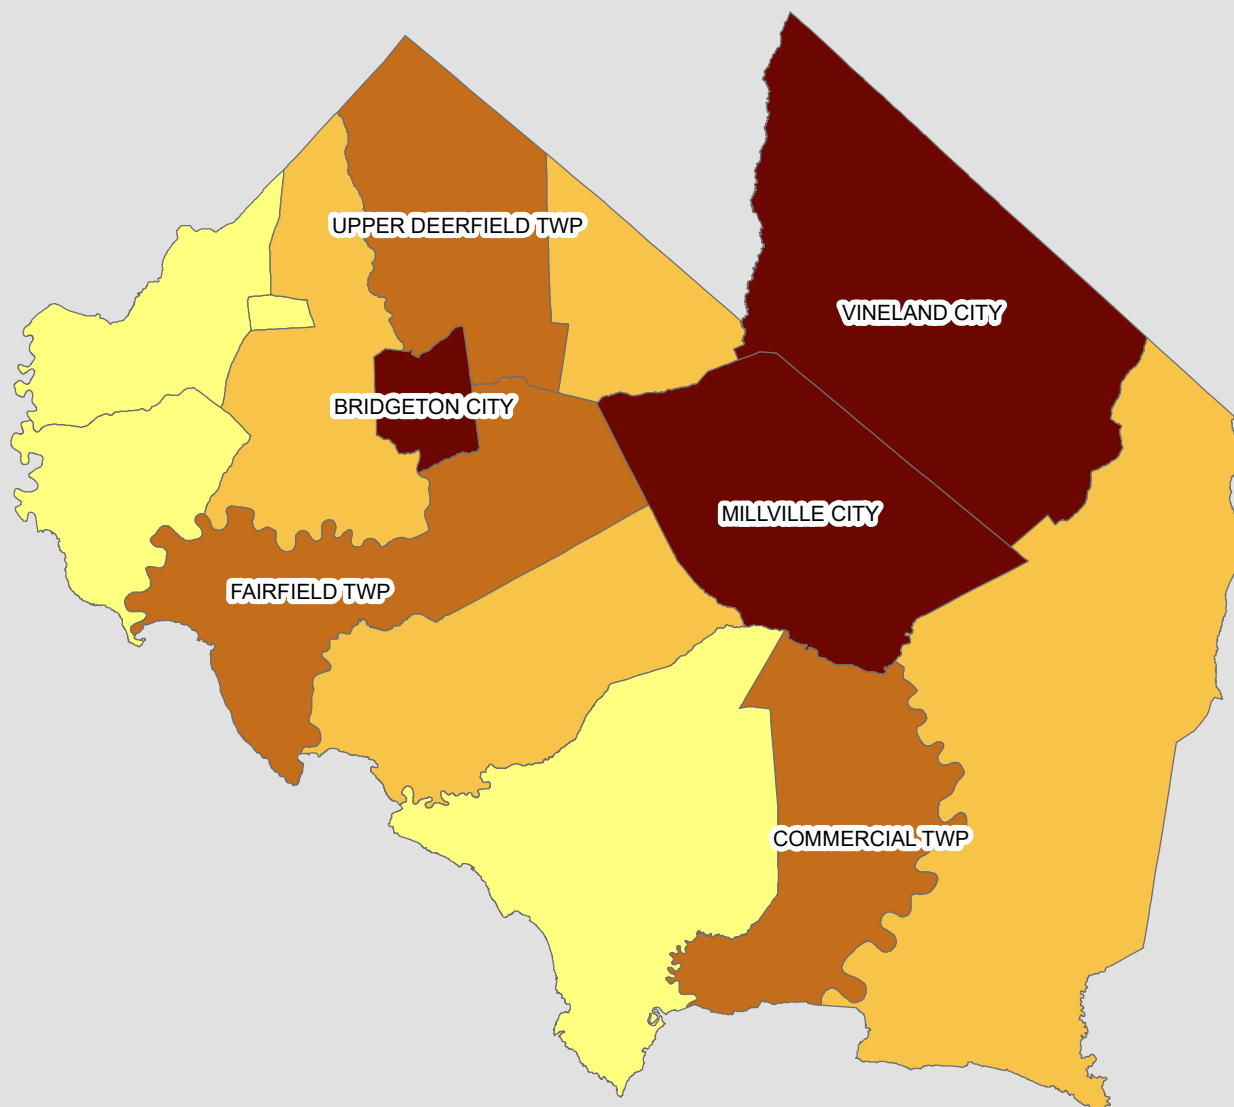 UPPER DEERFIELD TWP
VINELAND CITY
BRIDGETON CITY
MILLVILLE CITY
FAIRFIELD TWP
COMMERCIAL TWP